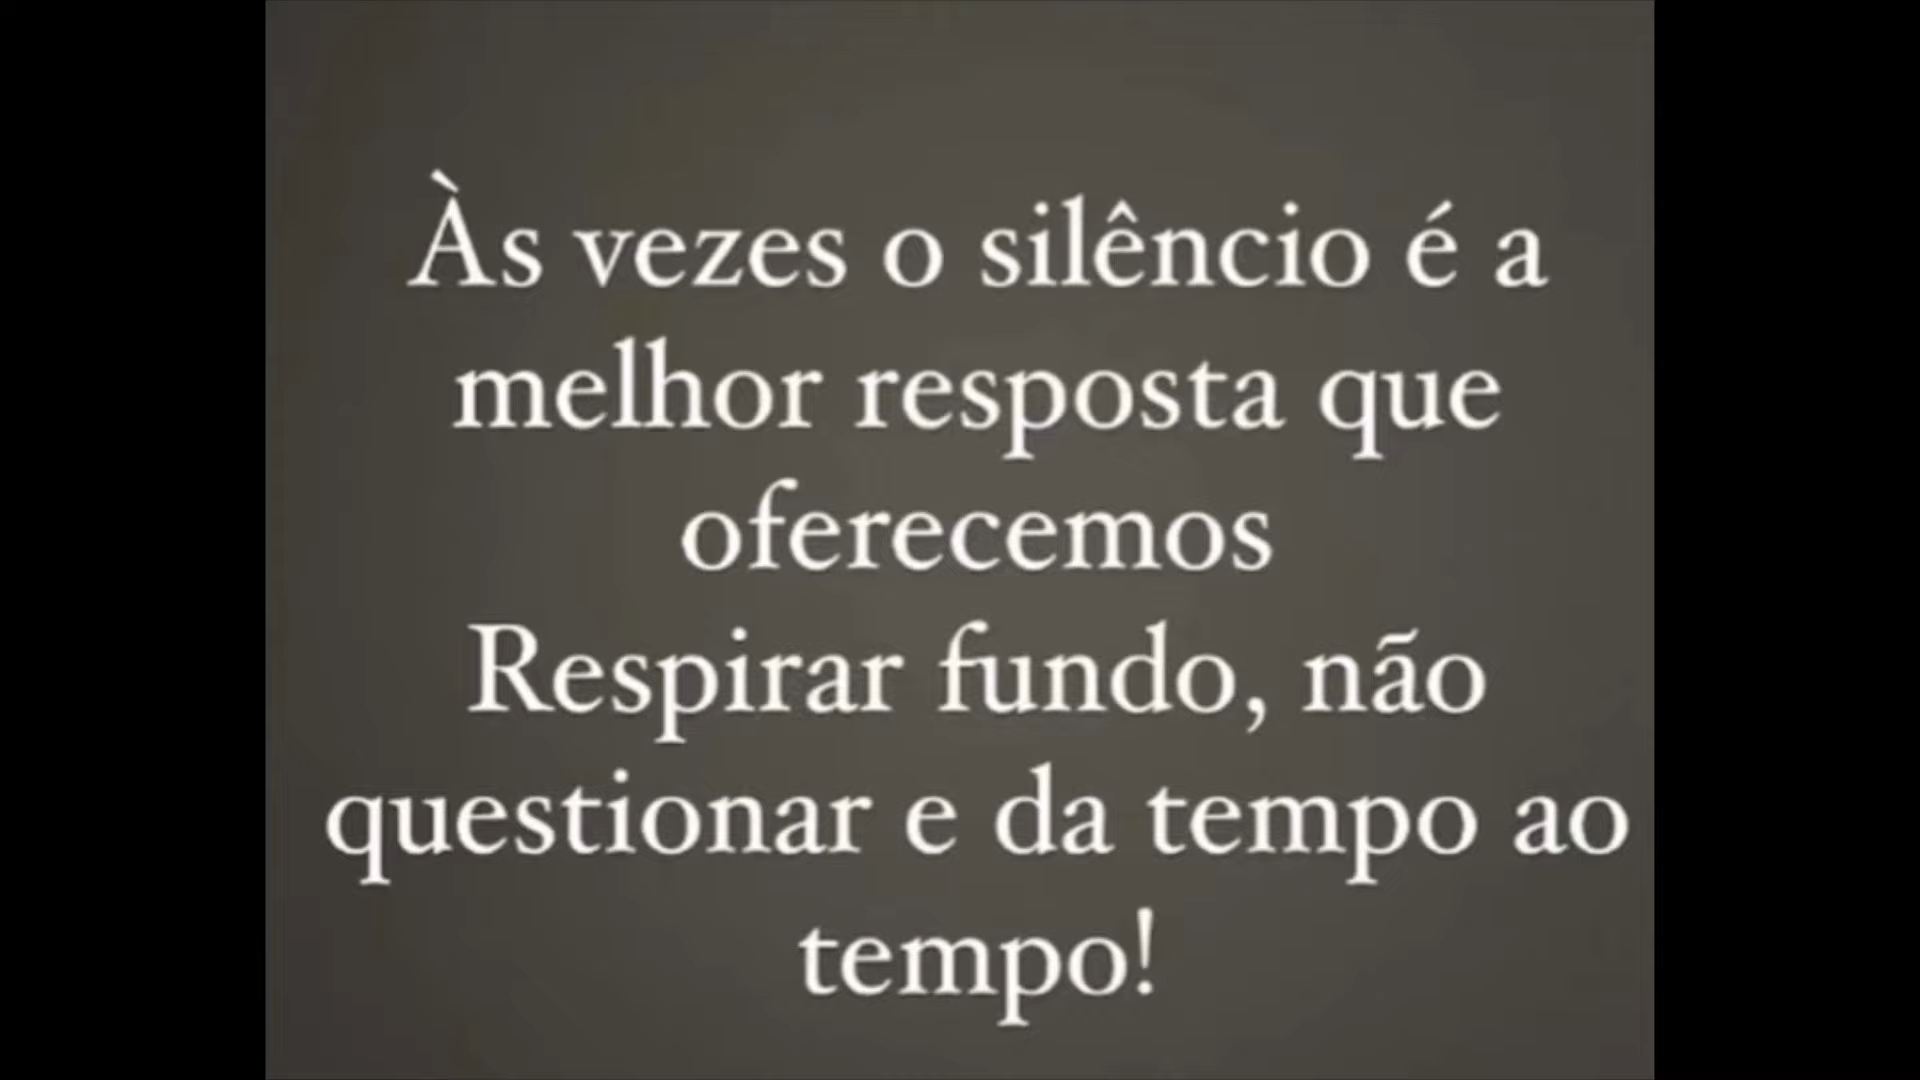 Às vezes o silêncio é a
melhor resposta que
oferecemos
Respirar fundo, não
questionar e da tempo ao
tempo!